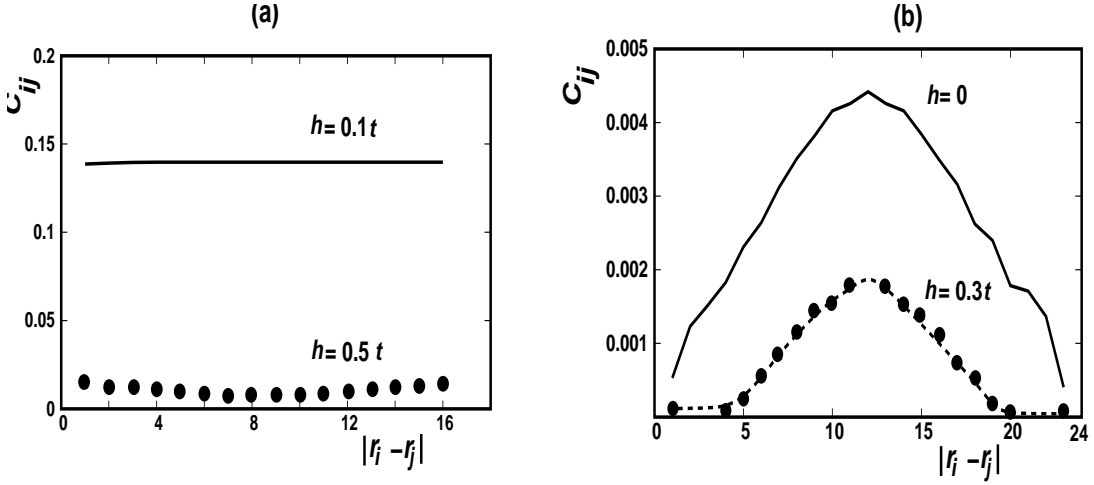 (a)
C_ij
0.2
0.15
0.1
0.05
0
h = 0.1 t
h = 0.5 t
0 4 8 12 16
|r_i − r_j|
(b)
C_ij
0.005
0.004
0.003
0.002
0.001
h = 0
h = 0.3t
0 5 10 15 20 24
|r_i − r_j|